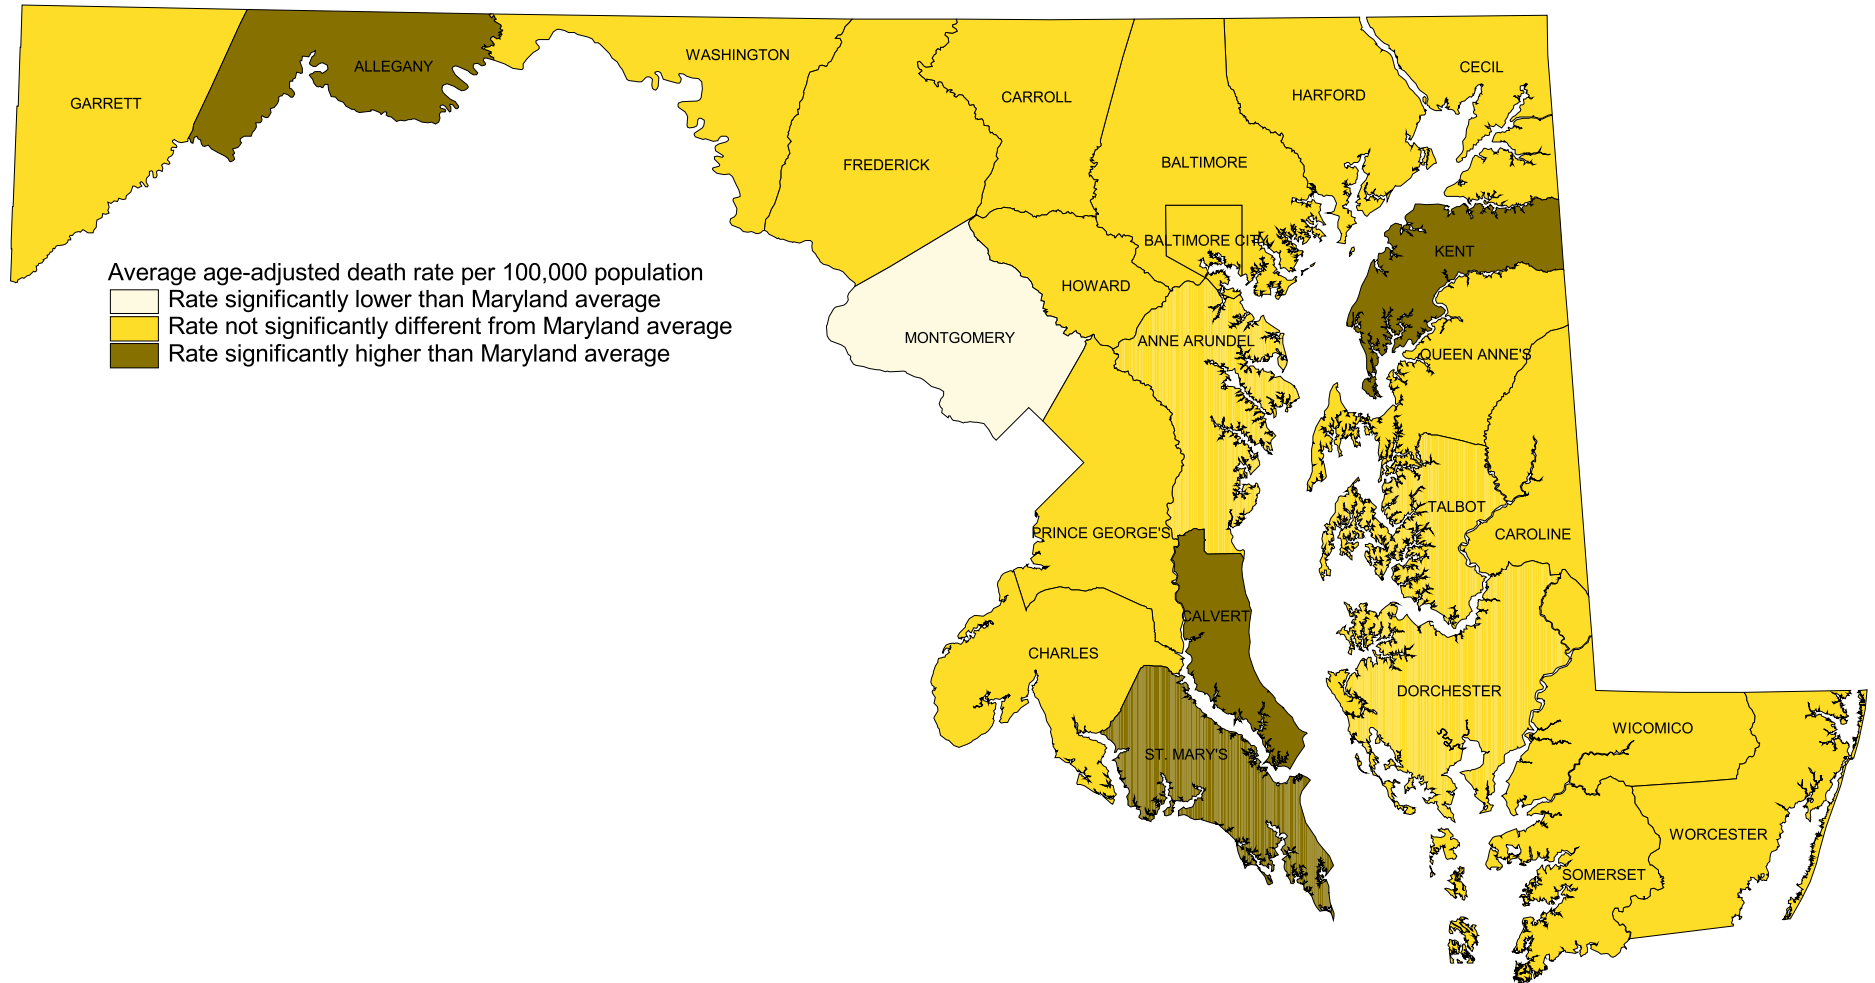 WASHINGTON
ALLEGANY
CECIL
GARRETT
CARROLL
HARFORD
FREDERICK
BALTIMORE
BALTIMORE CITY
KENT
Average age-adjusted death rate per 100,000 population
Rate significantly lower than Maryland average
Rate not significantly different from Maryland average
Rate significantly higher than Maryland average
HOWARD
MONTGOMERY
ANNE ARUNDEL
QUEEN ANNE'S
TALBOT
PRINCE GEORGE'S
CAROLINE
CALVERT
CHARLES
DORCHESTER
WICOMICO
ST. MARY'S
WORCESTER
SOMERSET